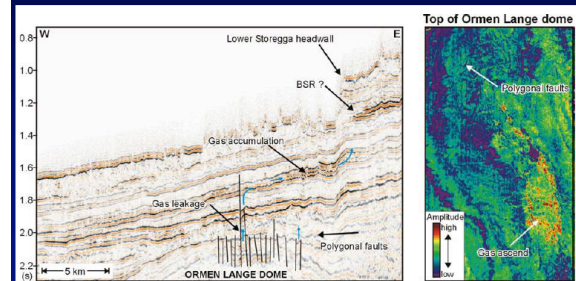 Top of Ormen Lange dome
W
E
0.8
1.0
1.2
1.4
1.6
1.8
2.0
2.2
(s)
Lower Storegga headwall
BSR ?
Gas accumulation
Gas leakage
Polygonal faults
5 km
ORMEN LANGE DOME
Polygonal faults
Amplitude
high
low
Gas ascend